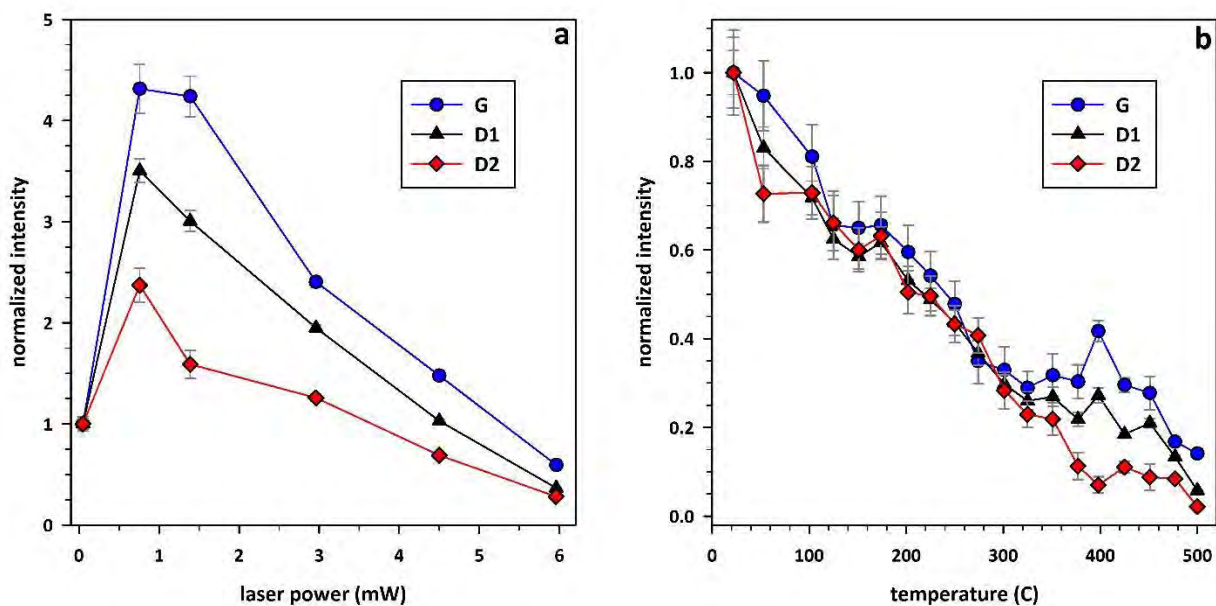 a
5
4
3
2
1
0
normalized intensity
G
D1
D2
0 1 2 3 4 5 6
laser power (mW)
b
1.0
0.8
0.6
0.4
0.2
0.0
normalized intensity
G
D1
D2
0 100 200 300 400 500
temperature (C)